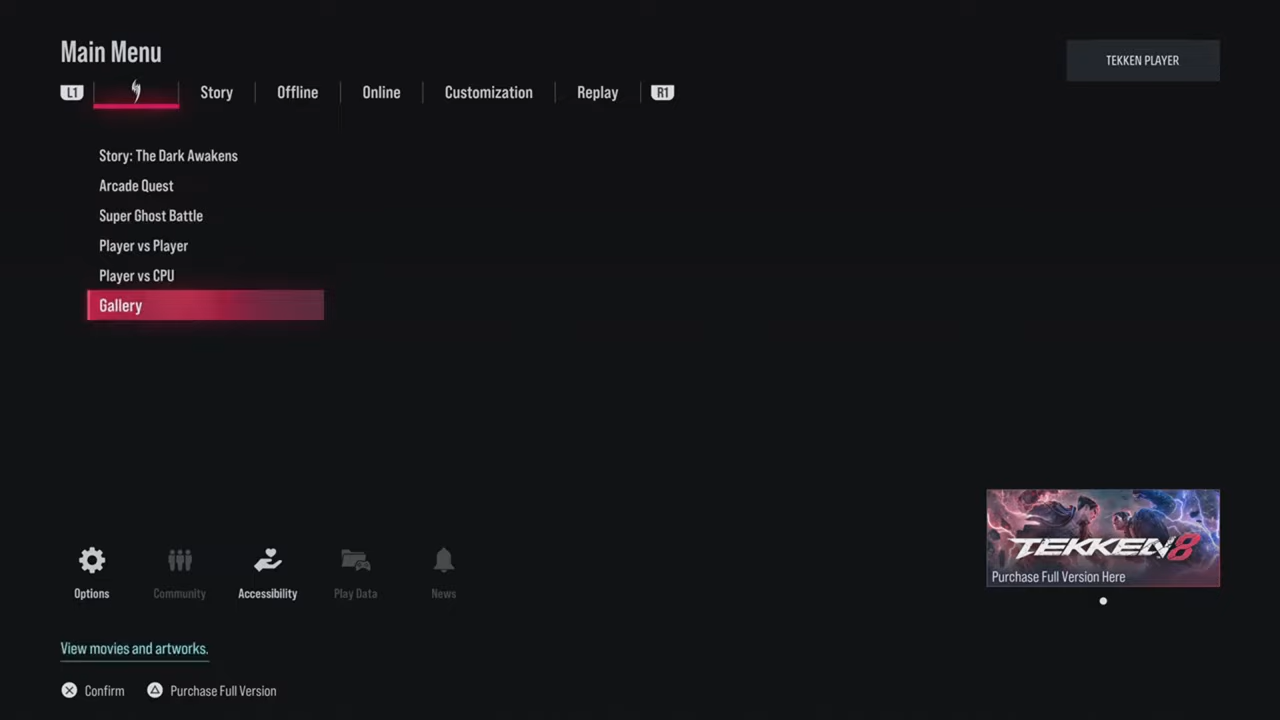 Main Menu
TEKKEN PLAYER
L1 Story Offline Online Customization Replay R1
Story: The Dark Awakens
Arcade Quest
Super Ghost Battle
Player vs Player
Player vs CPU
Gallery
TEKKEN 8
Purchase Full Version Here
Options Community Accessibility Play Data News
View movies and artworks.
Confirm Purchase Full Version